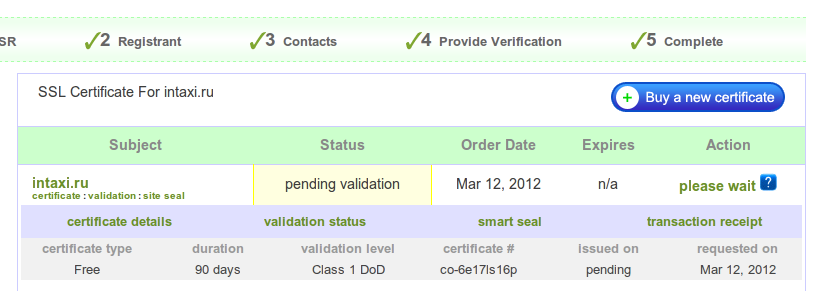 SR 2 Registrant 3 Contacts 4 Provide Verification 5 Complete
SSL Certificate For intaxi.ru + Buy a new certificate
Subject Status Order Date Expires Action
intaxi.ru pending validation Mar 12, 2012 n/a please wait ?
certificate : validation : site seal
certificate details validation status smart seal transaction receipt
certificate type duration validation level certificate # issued on requested on
Free 90 days Class 1 DoD co-6e17ls16p pending Mar 12, 2012